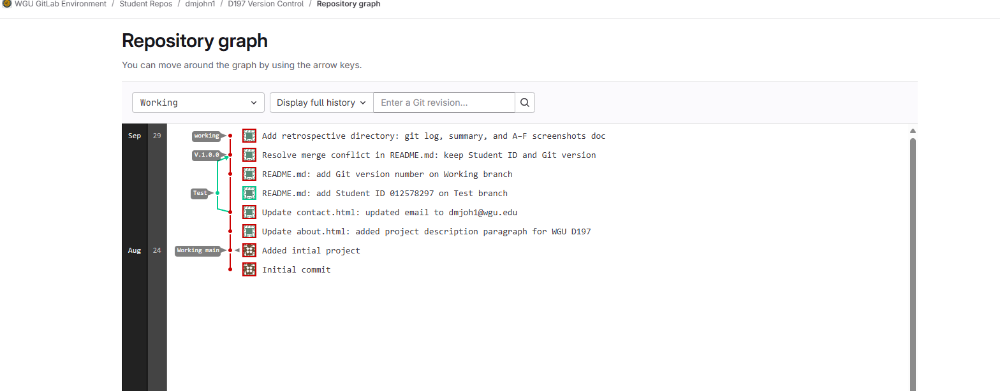 WGU GitLab Environment / Student Repos / dmjohn1 / D197 Version Control / Repository graph
Repository graph
You can move around the graph by using the arrow keys.
Working Display full history Enter a Git revision...
Sep 29 working Add retrospective directory: git log, summary, and A-F screenshots doc
V.1.0.0 Resolve merge conflict in README.md: keep Student ID and Git version
README.md: add Git version number on Working branch
Test README.md: add Student ID 012578297 on Test branch
Update contact.html: updated email to dmjoh1@wgu.edu
Update about.html: added project description paragraph for WGU D197
Aug 24 Working main Added intial project
Initial commit